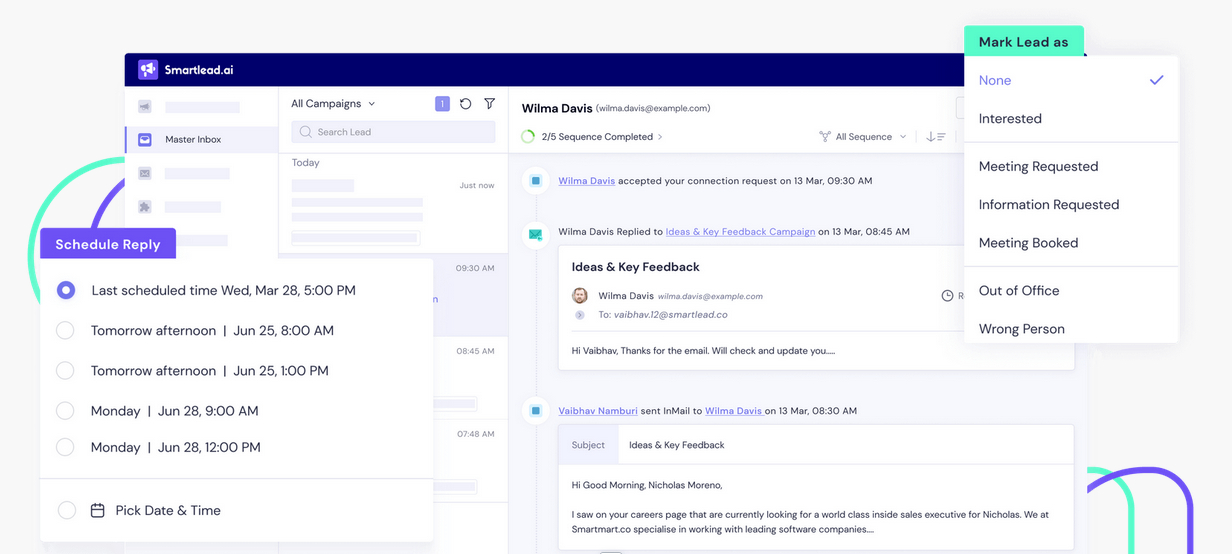 Mark Lead as
None
Interested
Meeting Requested
Information Requested
Meeting Booked
Out of Office
Wrong Person
Smartlead.ai
Master Inbox
All Campaigns
1
Search Lead
Today
Just now
09:30 AM
08:45 AM
07:48 AM
Schedule Reply
Last scheduled time Wed, Mar 28, 5:00 PM
Tomorrow afternoon | Jun 25, 8:00 AM
Tomorrow afternoon | Jun 25, 1:00 PM
Monday | Jun 28, 9:00 AM
Monday | Jun 28, 12:00 PM
Pick Date & Time
Wilma Davis (wilma.davis@example.com)
2/5 Sequence Completed
All Sequence
Wilma Davis accepted your connection request on 13 Mar, 09:30 AM
Wilma Davis Replied to Ideas & Key Feedback Campaign on 13 Mar, 08:45 AM
Ideas & Key Feedback
Wilma Davis wilma.davis@example.com
To: vaibhav.12@smartlead.co
Hi Vaibhav, Thanks for the email. Will check and update you.....
Vaibhav Namburi sent InMail to Wilma Davis on 13 Mar, 08:30 AM
Subject Ideas & Key Feedback
Hi Good Morning, Nicholas Moreno,
I saw on your careers page that are currently looking for a world class inside sales executive for Nicholas. We at
Smartmart.co specialise in working with leading software companies....